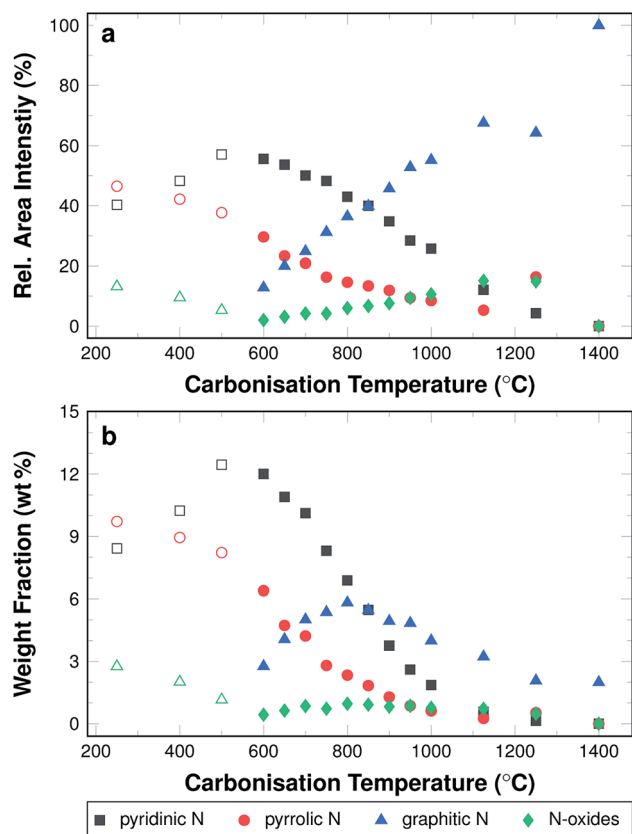 a
100
80
60
40
20
0
Rel. Area Intenstiy (%)
200 400 600 800 1000 1200 1400
Carbonisation Temperature (°C)
b
15
12
9
6
3
0
Weight Fraction (wt %)
200 400 600 800 1000 1200 1400
Carbonisation Temperature (°C)
pyridinic N pyrrolic N graphitic N N-oxides